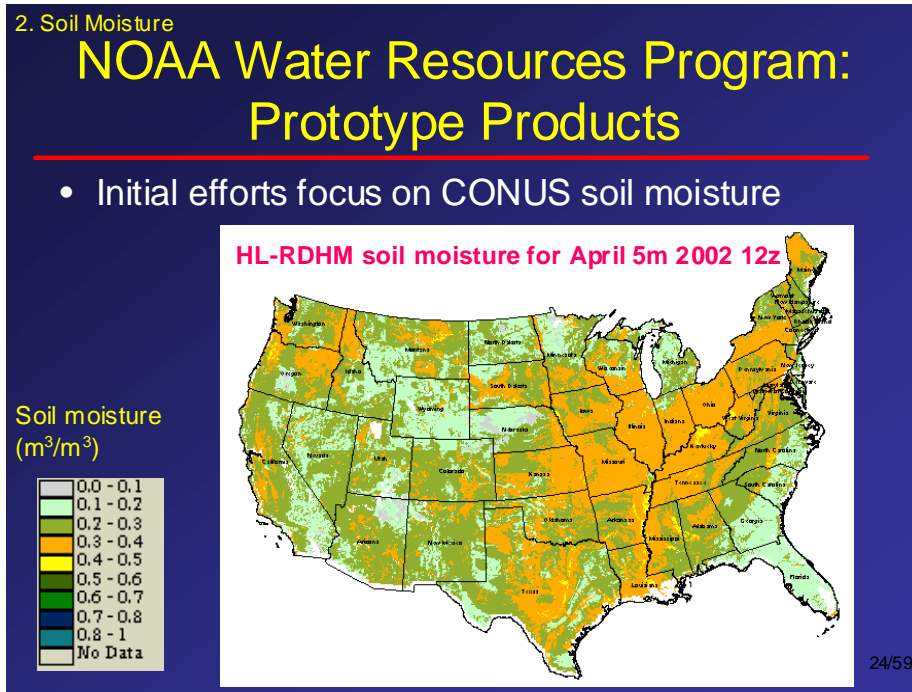 2. Soil Moisture
NOAA Water Resources Program:
Prototype Products
• Initial efforts focus on CONUS soil moisture
HL-RDHM soil moisture for April 5m 2002 12z
Maine
Washington
Vermont
Montana
North Dakota
Minnesota
New York
Michigan
Oregon
Idaho
Wisconsin
South Dakota
Wyoming
Pennsylvania
Iowa
Ohio
Nebraska
Illinois
Indiana
West Virginia
Virginia
Nevada
Utah
Colorado
Kansas
Missouri
Kentucky
California
North Carolina
Tennessee
South Carolina
Oklahoma
Arkansas
Arizona
New Mexico
Mississippi
Alabama
Georgia
Texas
Louisiana
Florida
Soil moisture
(m³/m³)
0.0 - 0.1
0.1 - 0.2
0.2 - 0.3
0.3 - 0.4
0.4 - 0.5
0.5 - 0.6
0.6 - 0.7
0.7 - 0.8
0.8 - 1
No Data
24/59